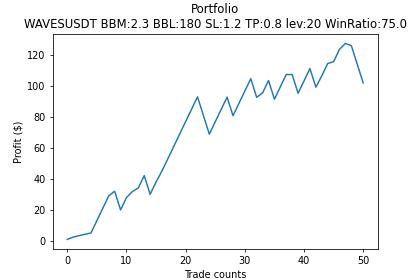 Portfolio
WAVESUSDT BBM:2.3 BBL:180 SL:1.2 TP:0.8 lev:20 WinRatio:75.0
Profit ($)
120
100
80
60
40
20
0
0 10 20 30 40 50
Trade counts